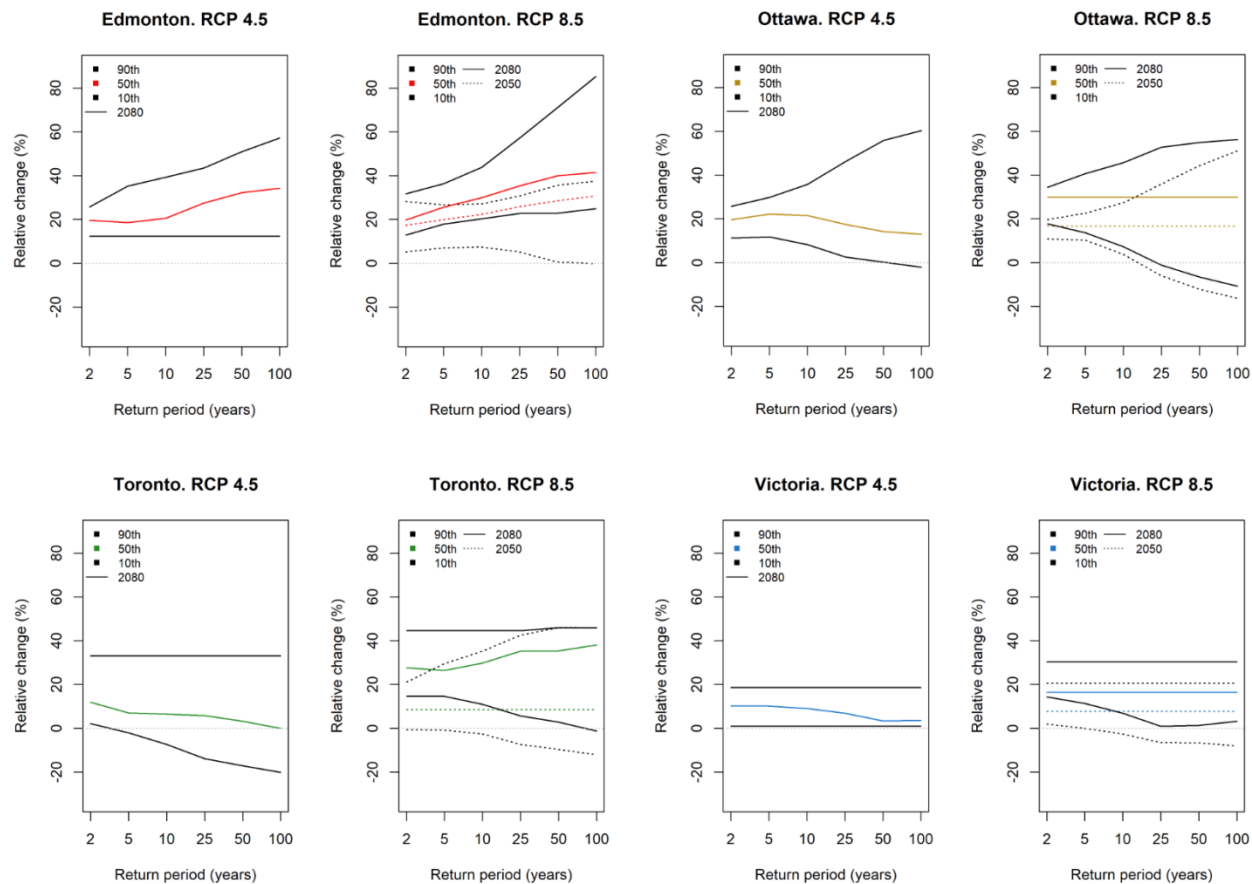 Edmonton. RCP 4.5
90th
50th
10th
2080
Relative change (%)
80
60
40
20
0
-20
2 5 10 25 50 100
Return period (years)
Edmonton. RCP 8.5
90th 2080
50th 2050
10th
Relative change (%)
80
60
40
20
0
-20
2 5 10 25 50 100
Return period (years)
Ottawa. RCP 4.5
90th
50th
10th
2080
Relative change (%)
80
60
40
20
0
-20
2 5 10 25 50 100
Return period (years)
Ottawa. RCP 8.5
90th 2080
50th 2050
10th
Relative change (%)
80
60
40
20
0
-20
2 5 10 25 50 100
Return period (years)
Toronto. RCP 4.5
90th
50th
10th
2080
Relative change (%)
80
60
40
20
0
-20
2 5 10 25 50 100
Return period (years)
Toronto. RCP 8.5
90th 2080
50th 2050
10th
Relative change (%)
80
60
40
20
0
-20
2 5 10 25 50 100
Return period (years)
Victoria. RCP 4.5
90th
50th
10th
2080
Relative change (%)
80
60
40
20
0
-20
2 5 10 25 50 100
Return period (years)
Victoria. RCP 8.5
90th 2080
50th 2050
10th
Relative change (%)
80
60
40
20
0
-20
2 5 10 25 50 100
Return period (years)